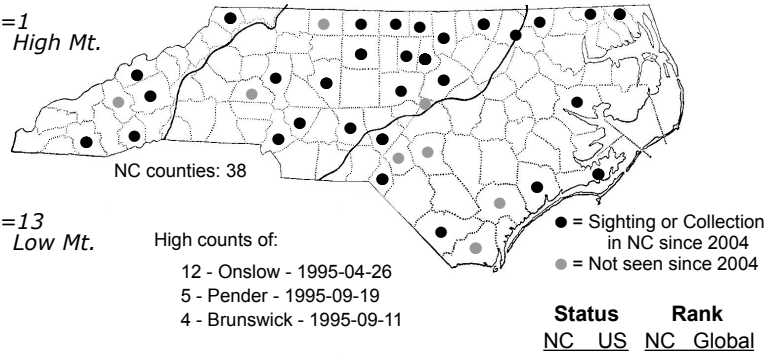 =1
High Mt.
NC counties: 38
=13
Low Mt.
High counts of:
12 - Onslow - 1995-04-26
5 - Pender - 1995-09-19
4 - Brunswick - 1995-09-11
= Sighting or Collection
in NC since 2004
= Not seen since 2004
Status Rank
NC US NC Global